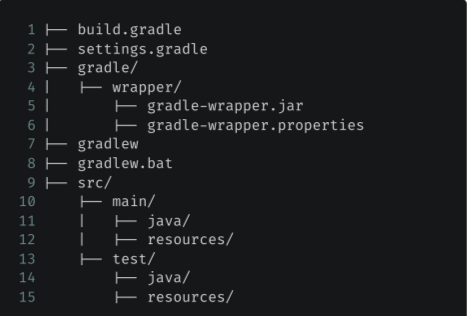 1 ├── build.gradle
2 ├── settings.gradle
3 ├── gradle/
4 |   ├── wrapper/
5 |       ├── gradle-wrapper.jar
6 |       ├── gradle-wrapper.properties
7 ├── gradlew
8 ├── gradlew.bat
9 ├── src/
10     ├── main/
11     |   ├── java/
12     |   ├── resources/
13     ├── test/
14         ├── java/
15         ├── resources/